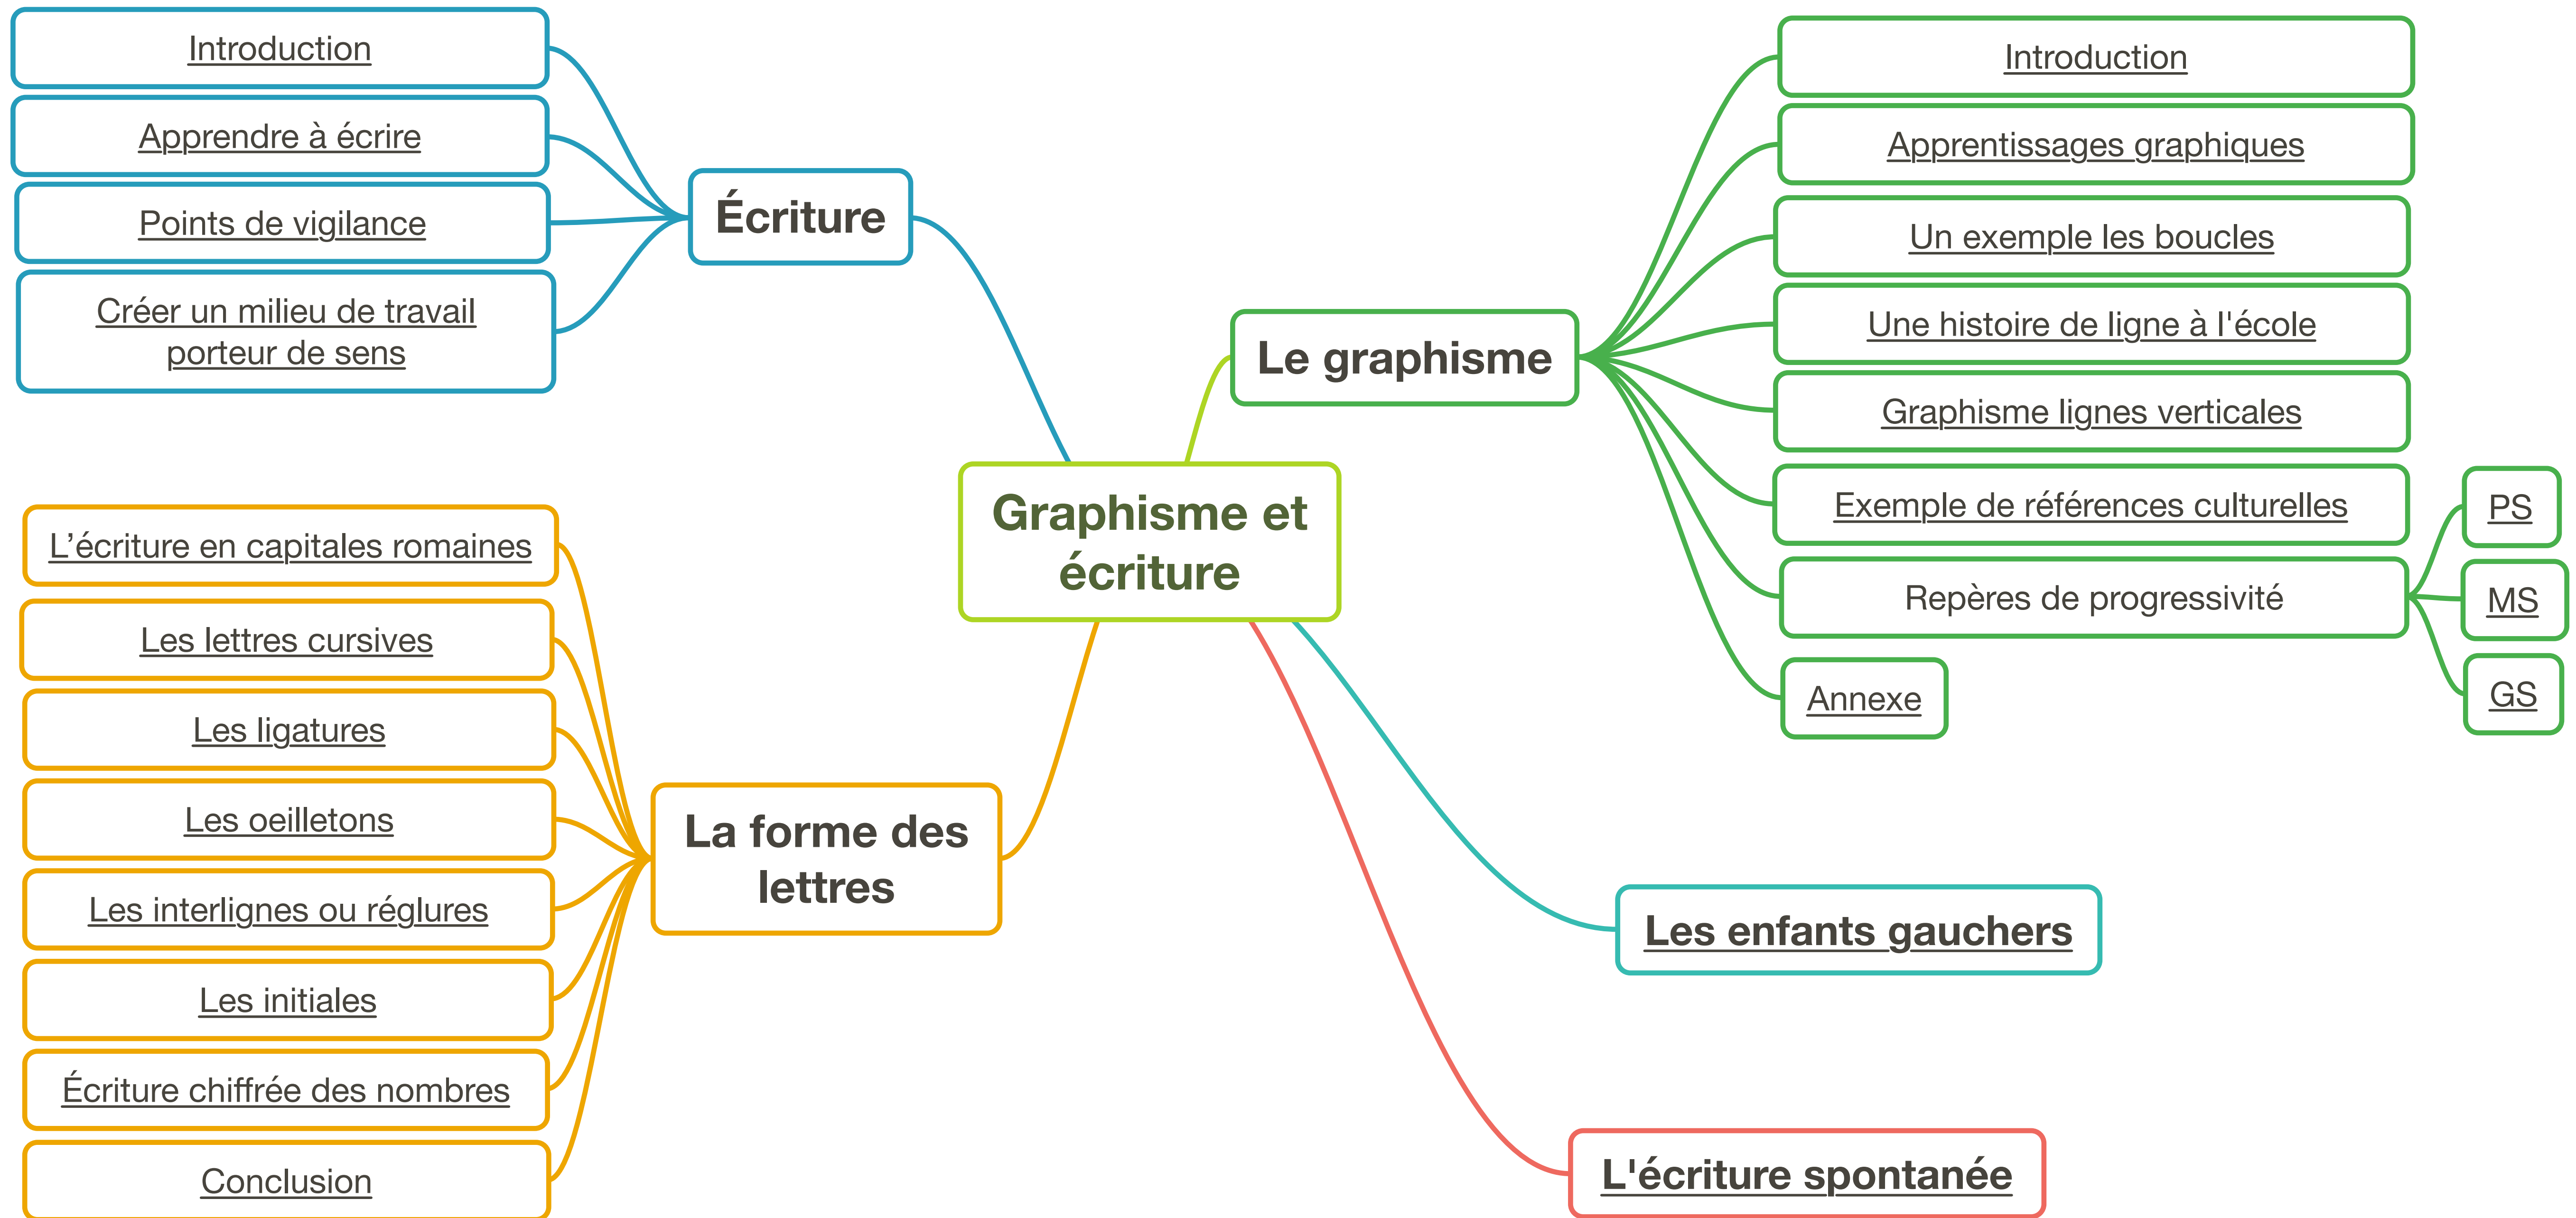 Introduction
Apprendre à écrire
Points de vigilance
Créer un milieu de travail
porteur de sens
Écriture
L’écriture en capitales romaines
Les lettres cursives
Les ligatures
Les oeilletons
Les interlignes ou réglures
Les initiales
Écriture chiffrée des nombres
Conclusion
La forme des
lettres
Graphisme et
écriture
Le graphisme
Introduction
Apprentissages graphiques
Un exemple les boucles
Une histoire de ligne à l'école
Graphisme lignes verticales
Exemple de références culturelles
Repères de progressivité
PS
MS
GS
Annexe
Les enfants gauchers
L'écriture spontanée